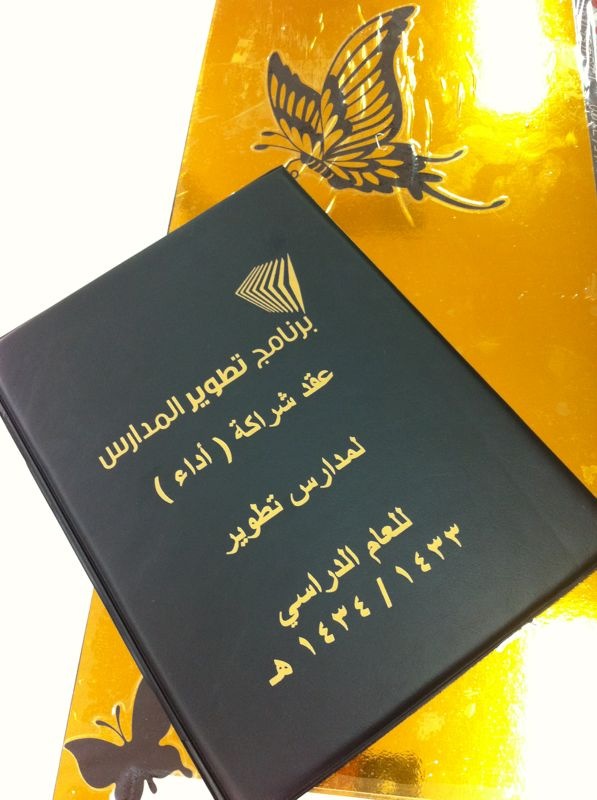 برنامج تطوير المدارس
عقد شراكة ( أداء )
لمدارس تطوير
للعام الدراسي
١٤٣٣ / ١٤٣٤ هـ